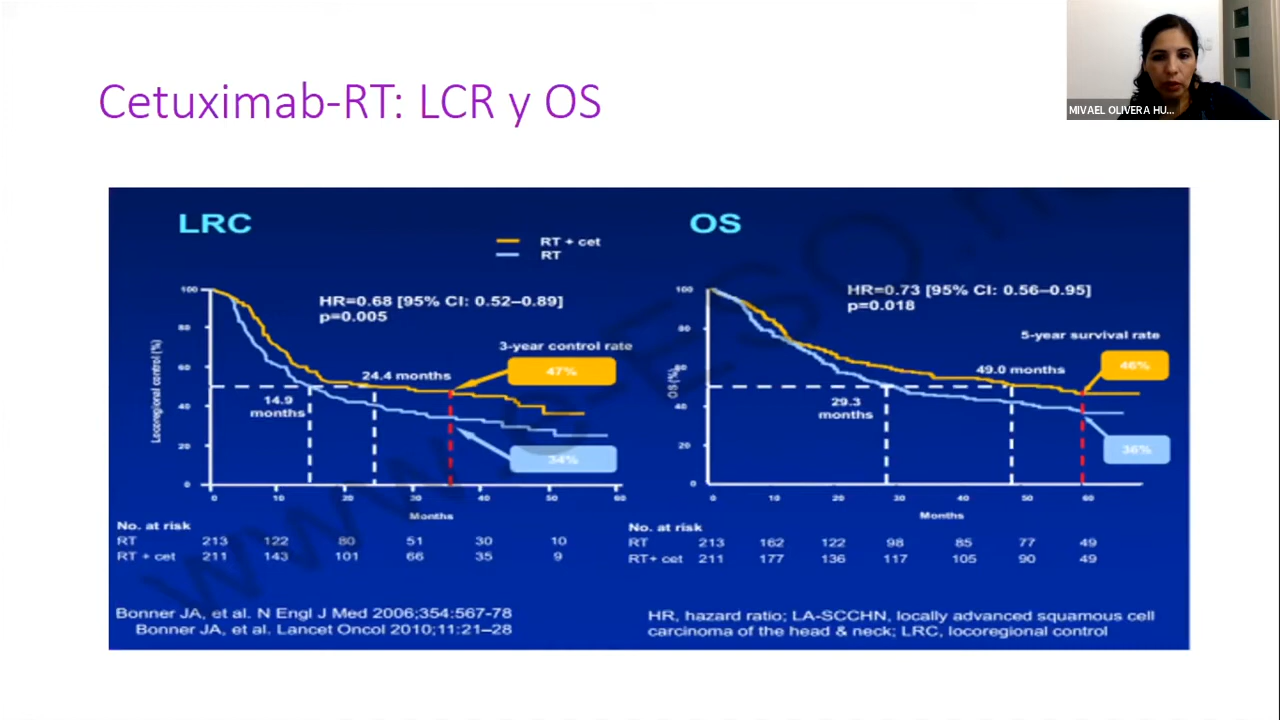 Cetuximab-RT: LCR y OS
MIVAEL OLIVERA HU...
LRC
RT + cet
RT
HR=0.68 [95% CI: 0.52–0.89]
p=0.005
3-year control rate
47%
24.4 months
14.9
months
34%
Locoregional control (%)
100
80
60
40
20
0
0 10 20 30 40 50 60
Months
No. at risk
RT 213 122 80 51 30 10
RT + cet 211 143 101 66 35 9
Bonner JA, et al. N Engl J Med 2006;354:567-78
Bonner JA, et al. Lancet Oncol 2010;11:21–28
OS
HR=0.73 [95% CI: 0.56–0.95]
p=0.018
5-year survival rate
46%
49.0 months
29.3
months
36%
OS (%)
100
80
60
40
20
0
0 10 20 30 40 50 60
Months
No. at risk
RT 213 162 122 98 85 77 49
RT+ cet 211 177 136 117 105 90 49
HR, hazard ratio; LA-SCCHN, locally advanced squamous cell
carcinoma of the head & neck; LRC, locoregional control